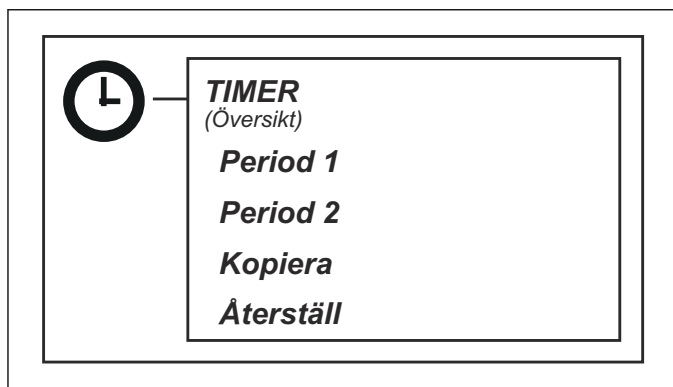 TIMER
(Översikt)
Period 1
Period 2
Kopiera
Återställ